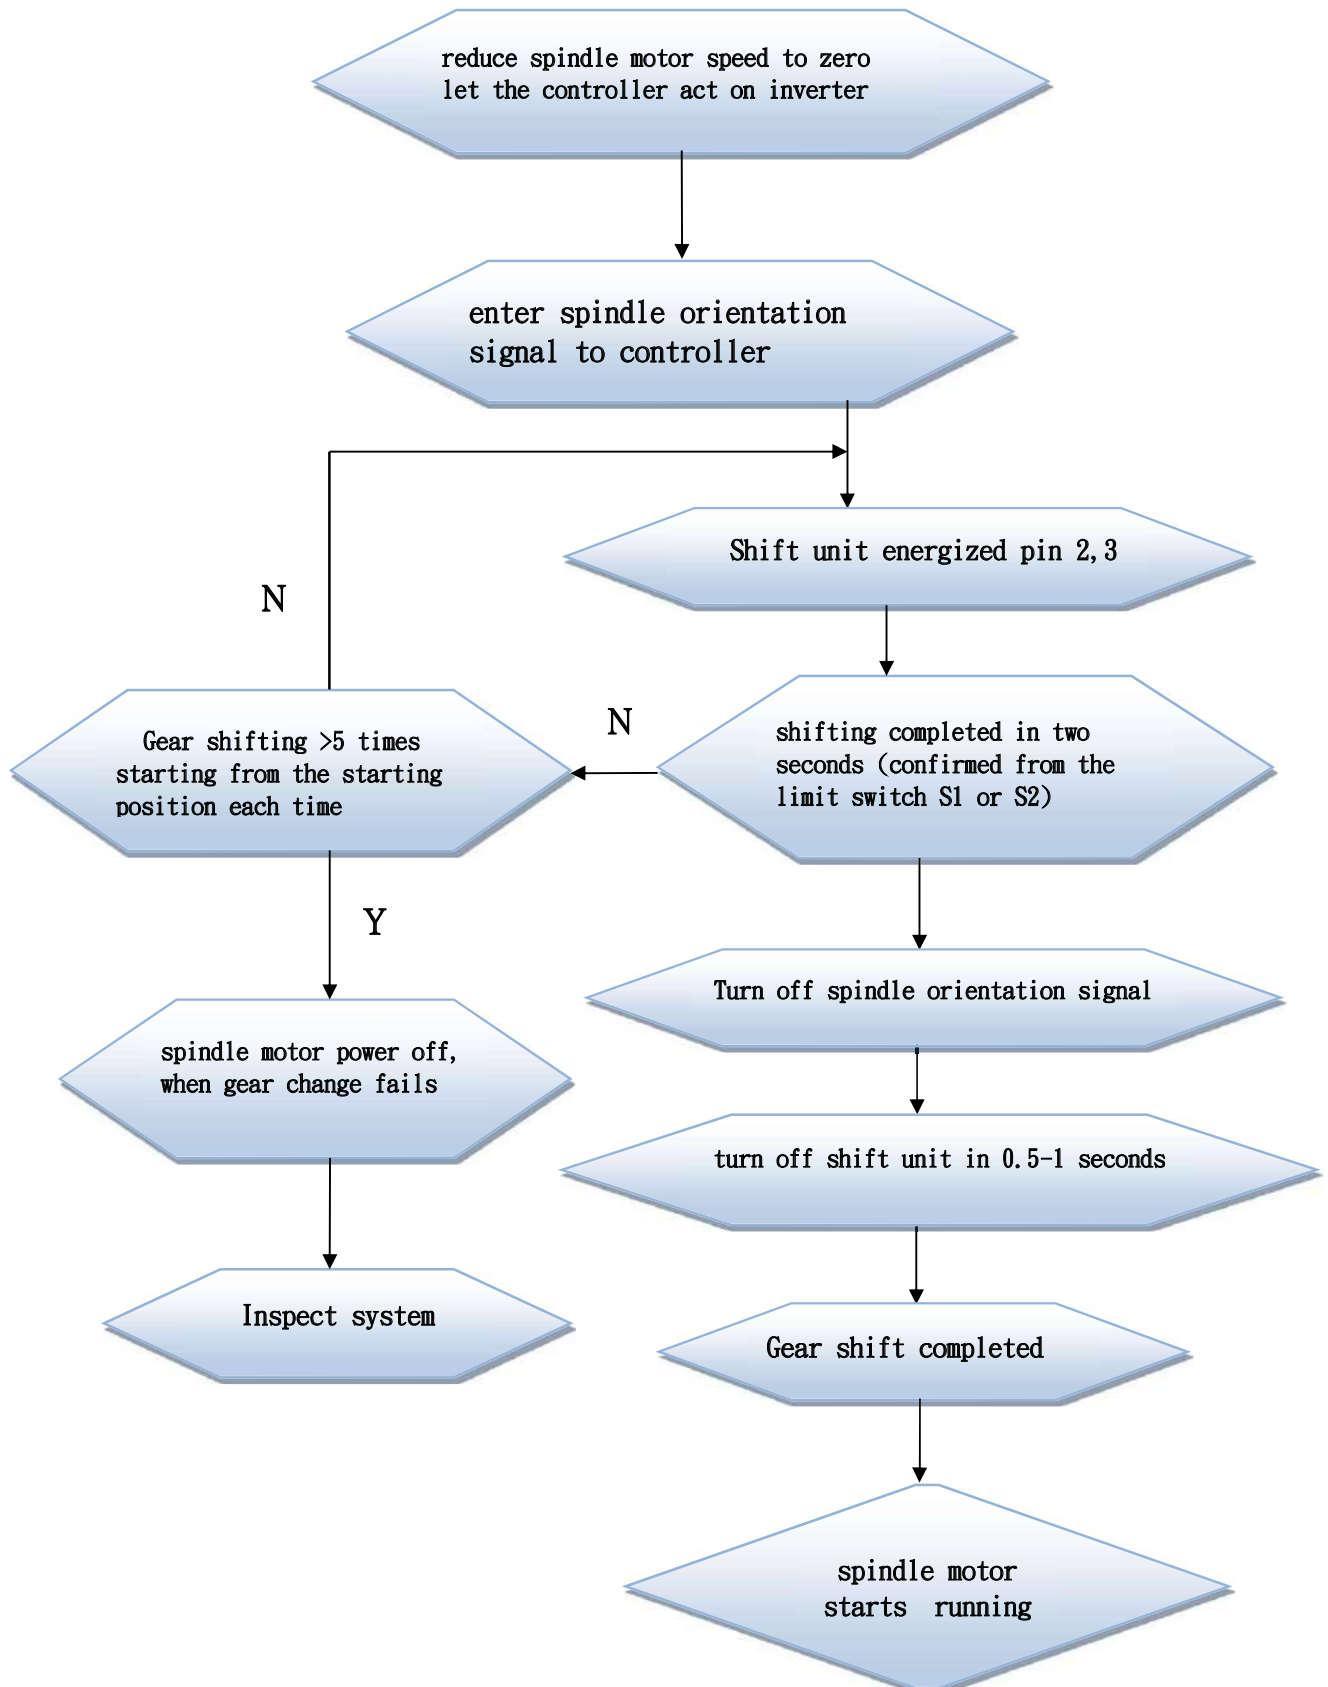 reduce spindle motor speed to zero
let the controller act on inverter
enter spindle orientation
signal to controller
Shift unit energized pin 2,3
N
Gear shifting >5 times
starting from the starting
position each time
N
shifting completed in two
seconds (confirmed from the
limit switch S1 or S2)
Y
Turn off spindle orientation signal
spindle motor power off,
when gear change fails
turn off shift unit in 0.5-1 seconds
Inspect system
Gear shift completed
spindle motor
starts running